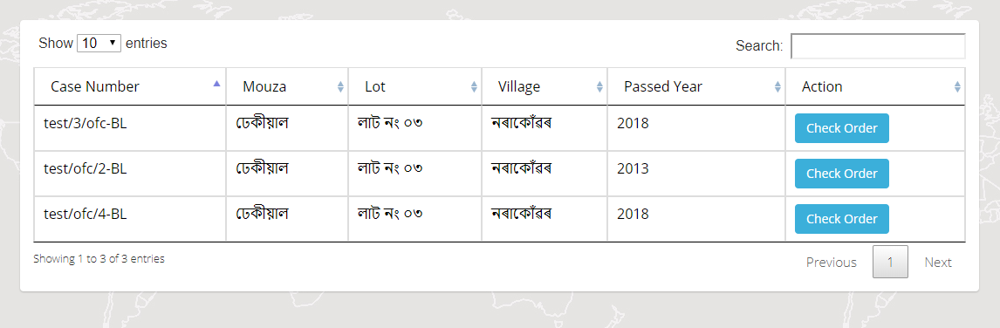 Show 10 entries Search:
Case Number Mouza Lot Village Passed Year Action
test/3/ofc-BL ঢেকীয়াল লাট নং ০৩ নৰাকোঁৱৰ 2018 Check Order
test/ofc/2-BL ঢেকীয়াল লাট নং ০৩ নৰাকোঁৱৰ 2013 Check Order
test/ofc/4-BL ঢেকীয়াল লাট নং ০৩ নৰাকোঁৱৰ 2018 Check Order
Showing 1 to 3 of 3 entries Previous 1 Next